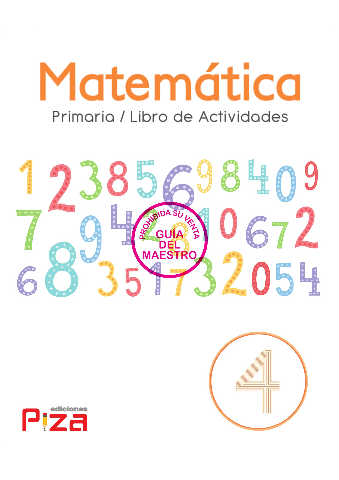 Matemática
Primaria / Libro de Actividades
1 2 3 8 8 5 6 9 8 4 0 9
7 9 4 1 0 6 7 2
6 8 3 5 1 7 3 2 0 5 4
PROHIBIDA SU VENTA
GUÍA
DEL
MAESTRO
4
ediciones
Piza